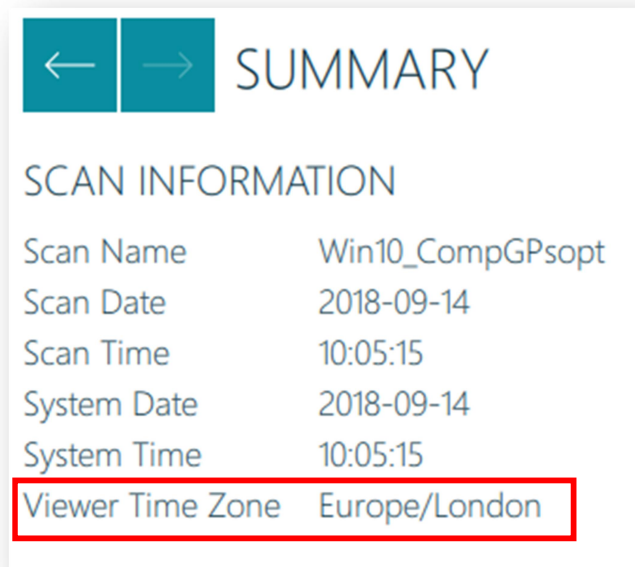 SUMMARY
SCAN INFORMATION
Scan Name Win10_CompGPsopt
Scan Date 2018-09-14
Scan Time 10:05:15
System Date 2018-09-14
System Time 10:05:15
Viewer Time Zone Europe/London